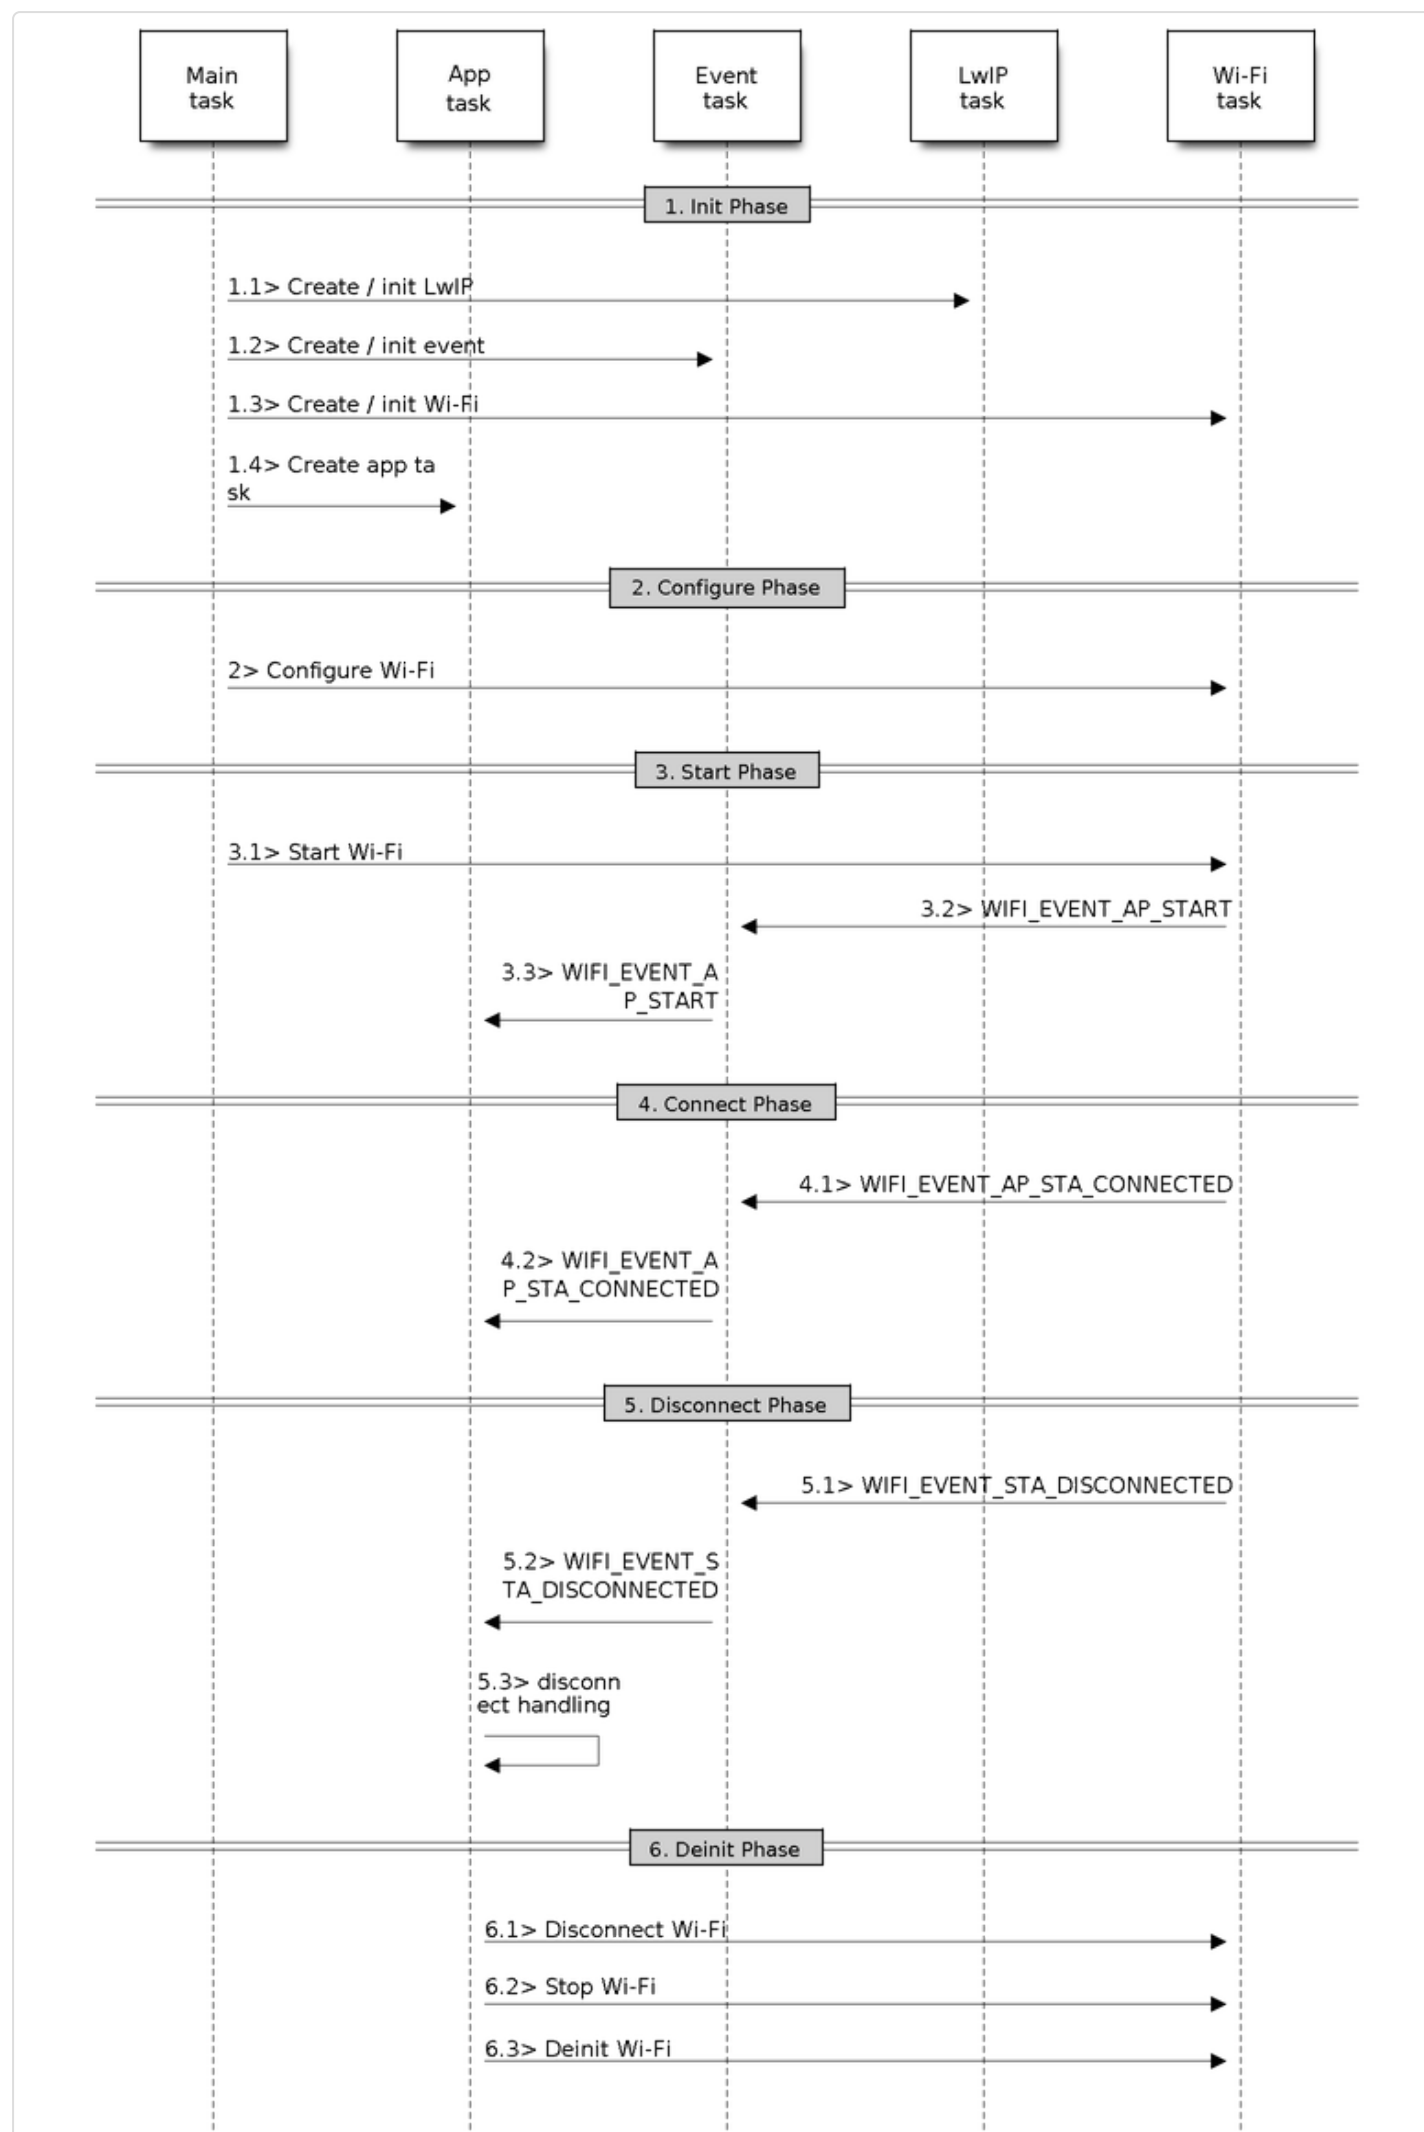 Main
task
App
task
Event
task
LwIP
task
Wi-Fi
task
1. Init Phase
1.1> Create / init LwIP
1.2> Create / init event
1.3> Create / init Wi-Fi
1.4> Create app ta
sk
2. Configure Phase
2> Configure Wi-Fi
3. Start Phase
3.1> Start Wi-Fi
3.2> WIFI_EVENT_AP_START
3.3> WIFI_EVENT_A
P_START
4. Connect Phase
4.1> WIFI_EVENT_AP_STA_CONNECTED
4.2> WIFI_EVENT_A
P_STA_CONNECTED
5. Disconnect Phase
5.1> WIFI_EVENT_STA_DISCONNECTED
5.2> WIFI_EVENT_S
TA_DISCONNECTED
5.3> disconn
ect handling
6. Deinit Phase
6.1> Disconnect Wi-Fi
6.2> Stop Wi-Fi
6.3> Deinit Wi-Fi